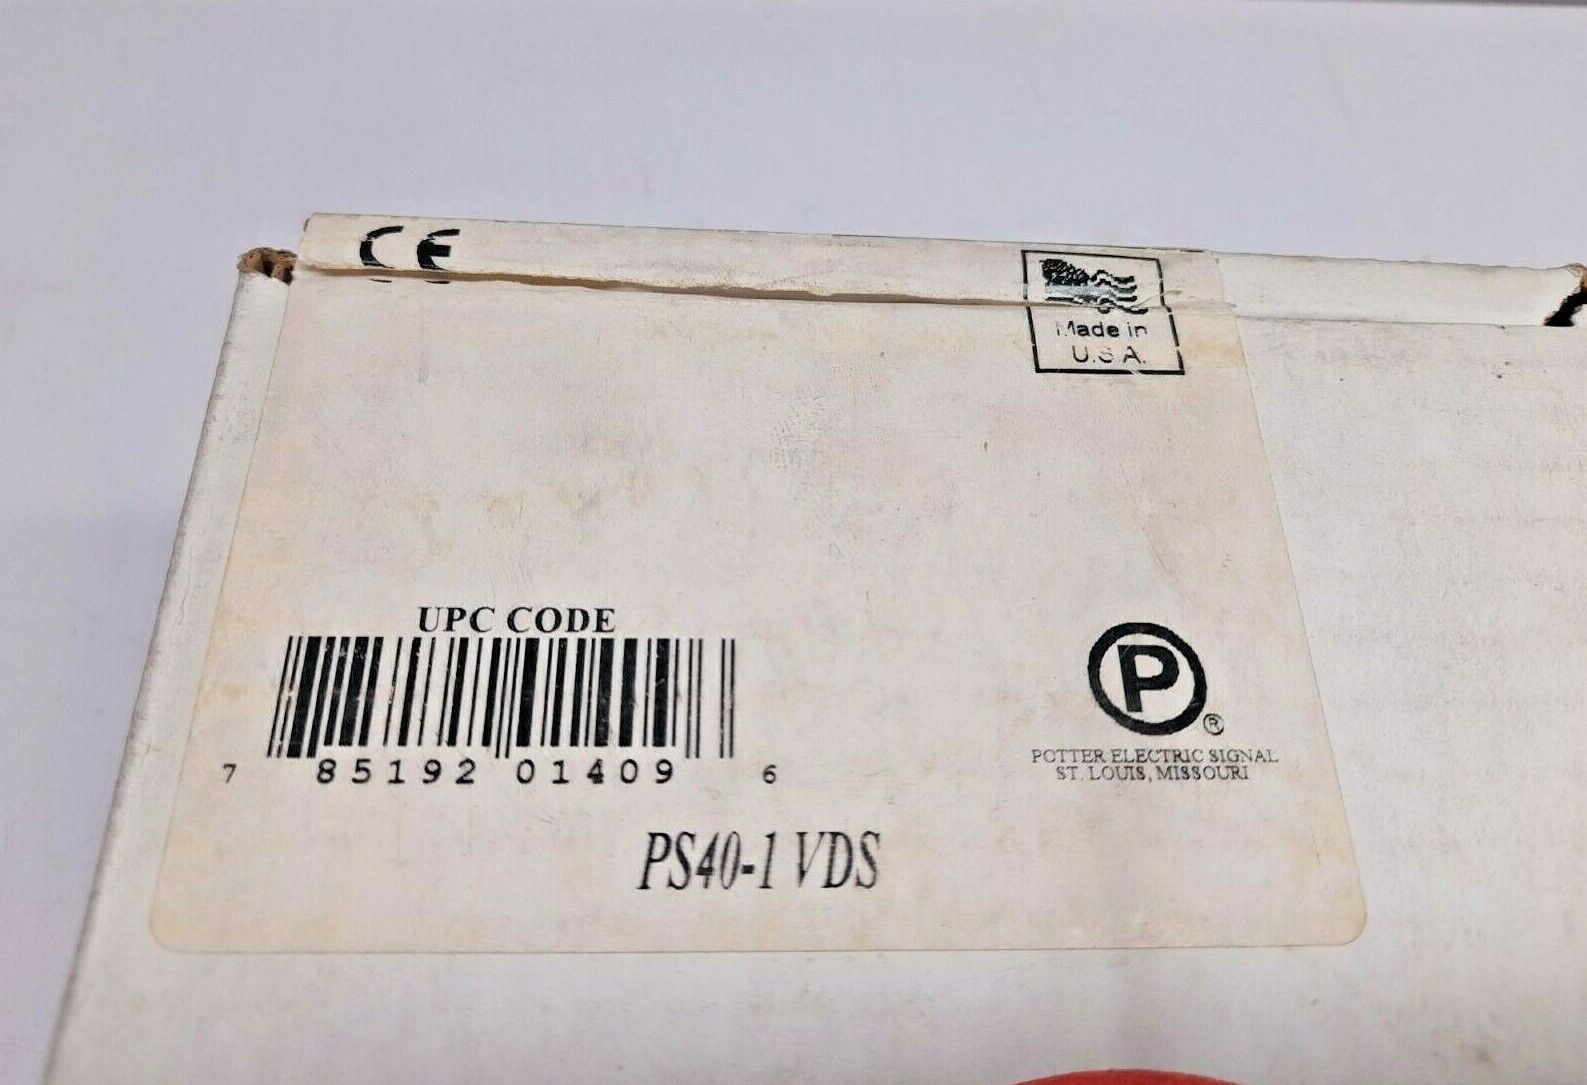 CE
Made in
U.S.A.
UPC CODE
7 85192 01409 6
P
®
POTTER ELECTRIC SIGNAL
ST. LOUIS, MISSOURI
PS40-1 VDS